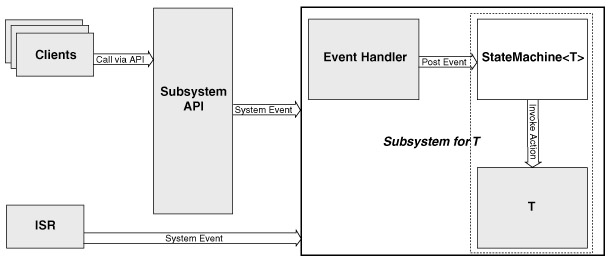 Clients
Call via API
Subsystem
API
System Event
Event Handler
Post Event
StateMachine<T>
Invoke Action
Subsystem for T
T
ISR
System Event